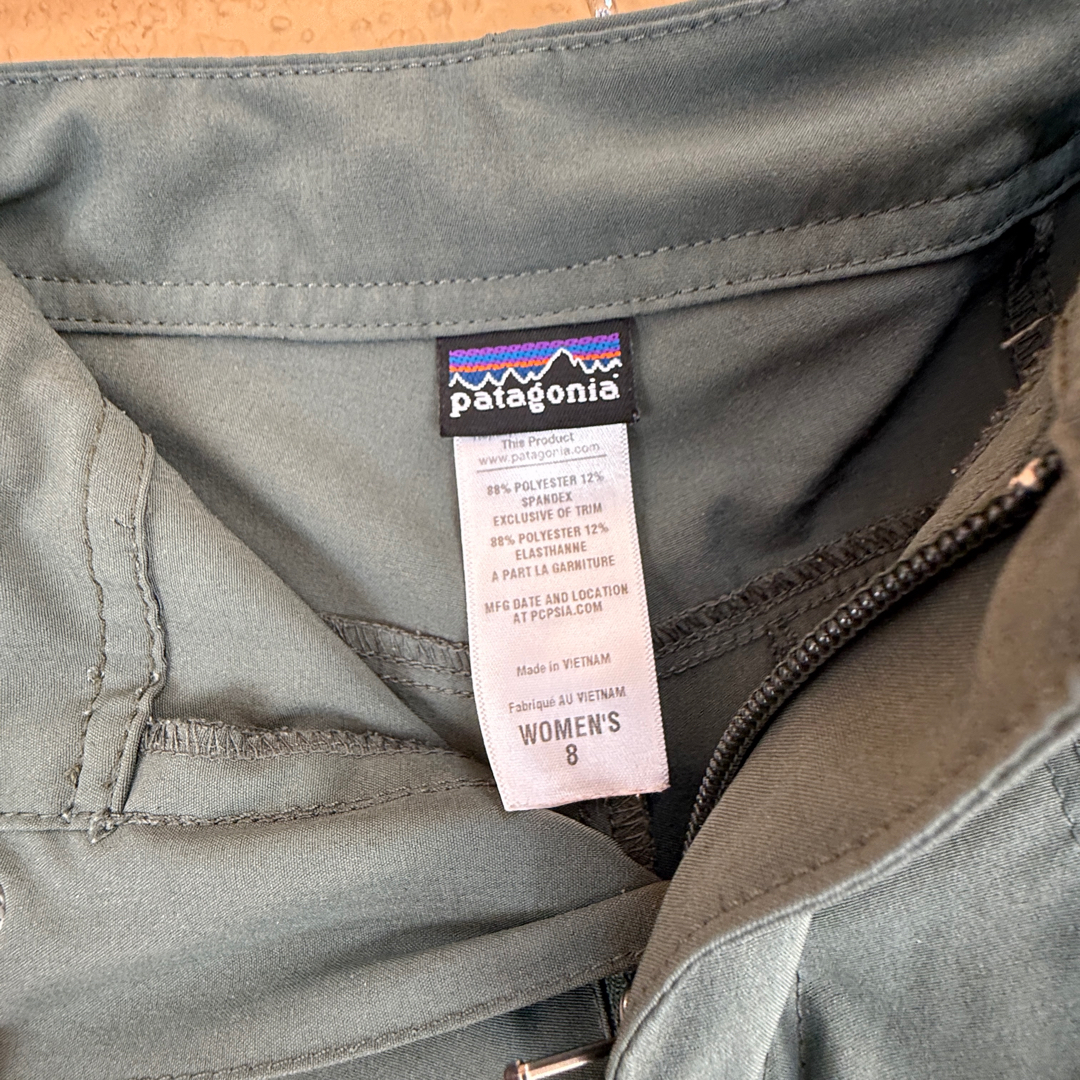 patagonia
This Product
www.patagonia.com
88% POLYESTER 12%
SPANDEX
EXCLUSIVE OF TRIM
88% POLYESTER 12%
ELASTHANNE
A PART LA GARNITURE
MFG DATE AND LOCATION
AT PCPSIA.COM
Made in VIETNAM
Fabriqué AU VIETNAM
WOMEN'S
8